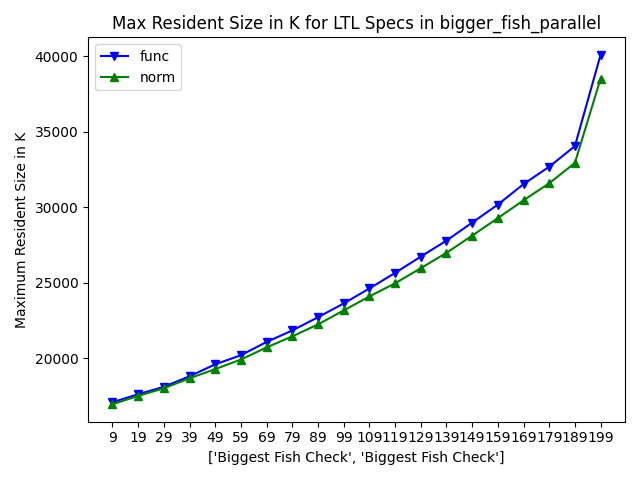 Max Resident Size in K for LTL Specs in bigger_fish_parallel
func
norm
40000
35000
30000
25000
20000
Maximum Resident Size in K
9 19 29 39 49 59 69 79 89 99 109 119 129 139 149 159 169 179 189 199
['Biggest Fish Check', 'Biggest Fish Check']